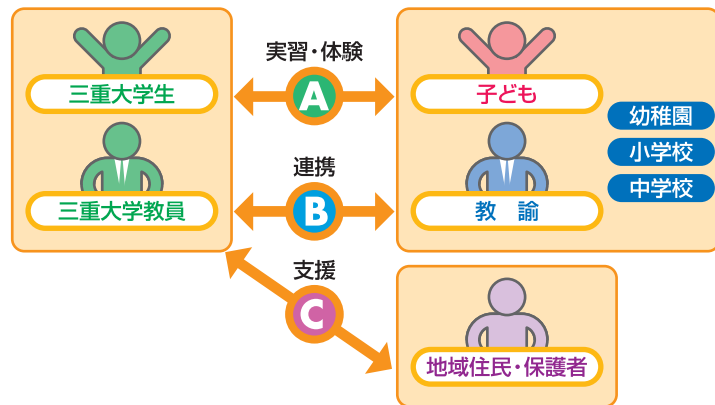 実習・体験
三重大学生
A
子ども
幼稚園
小学校
中学校
連携
三重大学教員
B
教　諭
支援
C
地域住民・保護者